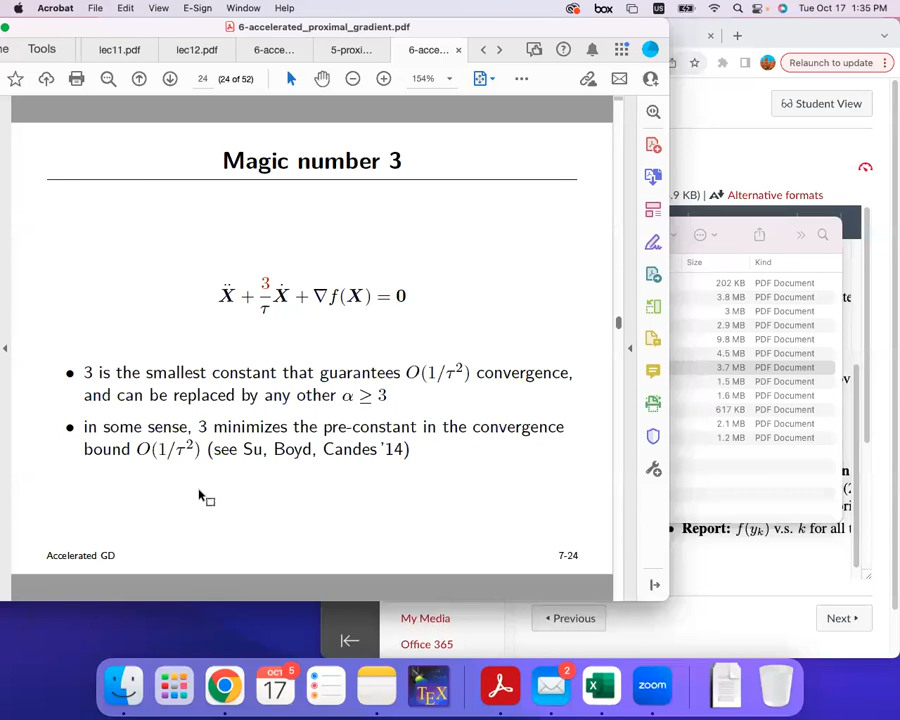 Acrobat File Edit View E-Sign Window Help box US Tue Oct 17 1:35 PM
6-accelerated_proximal_gradient.pdf
Tools lec11.pdf lec12.pdf 6-acce... 5-proxi... 6-acce... ×
24 (24 of 52) 154%
Relaunch to update
Student View
.9 KB) | Alternative formats
Magic number 3
Ẍ + 3/τ Ẋ + ∇f(X) = 0
• 3 is the smallest constant that guarantees O(1/τ²) convergence,
and can be replaced by any other α ≥ 3
• in some sense, 3 minimizes the pre-constant in the convergence
bound O(1/τ²) (see Su, Boyd, Candes '14)
Accelerated GD 7-24
Size Kind
202 KB PDF Document
3.8 MB PDF Document
3 MB PDF Document
2.9 MB PDF Document
9.8 MB PDF Document
4.5 MB PDF Document
3.7 MB PDF Document
1.5 MB PDF Document
1.6 MB PDF Document
617 KB PDF Document
2.1 MB PDF Document
1.2 MB PDF Document
• Report: f(yₖ) v.s. k for all t
My Media
Office 365
Previous Next
OCT 5
17
TEX
2
zoom